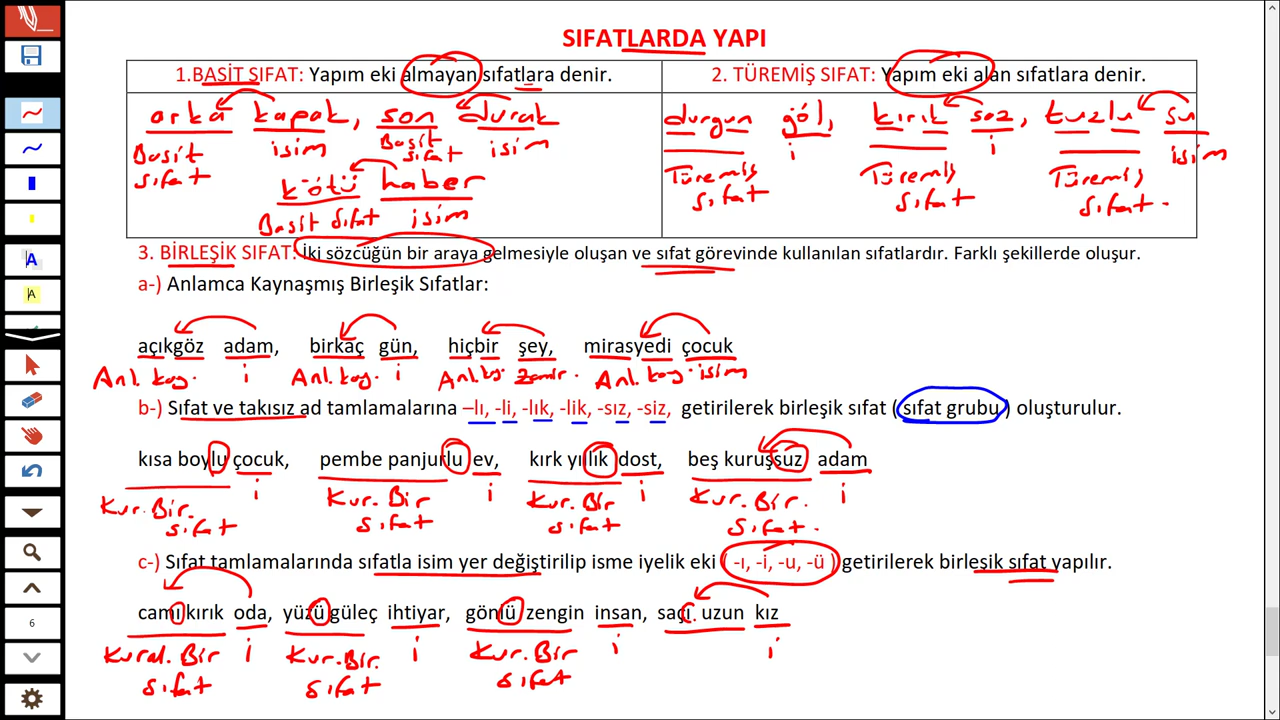 SIFATLARDA YAPI
1.BASİT SIFAT: Yapım eki almayan sıfatlara denir.
2. TÜREMİŞ SIFAT: Yapım eki alan sıfatlara denir.
arka kapak, son durak
Basit sıfat isim Basit sıfat isim
kötü haber
Basit sıfat isim
durgun göl, kırık saz, tuzlu su
Türemiş sıfat i Türemiş sıfat i Türemiş sıfat isim
3. BİRLEŞİK SIFAT: İki sözcüğün bir araya gelmesiyle oluşan ve sıfat görevinde kullanılan sıfatlardır. Farklı şekillerde oluşur.
a-) Anlamca Kaynaşmış Birleşik Sıfatlar:
açıkgöz adam, birkaç gün, hiçbir şey, mirasyedi çocuk
Anl. kay. i Anl. kay. i Anl. kay. zamir. Anl. kay. isim
b-) Sıfat ve takısız ad tamlamalarına –lı, -li, -lık, -lik, -sız, -siz, getirilerek birleşik sıfat ( sıfat grubu ) oluşturulur.
kısa boylu çocuk, pembe panjurlu ev, kırk yıllık dost, beş kuruşsuz adam
Kur. Bir. sıfat i Kur. Bir sıfat i Kur. Bir sıfat i Kur. Bir. sıfat. i
c-) Sıfat tamlamalarında sıfatla isim yer değiştirilip isme iyelik eki ( -ı, -i, -u, -ü ) getirilerek birleşik sıfat yapılır.
camı kırık oda, yüzü güleç ihtiyar, gönlü zengin insan, saçı uzun kız
Kural. Bir sıfat i Kur. Bir. sıfat i Kur. Bir sıfat i i
A
A
6